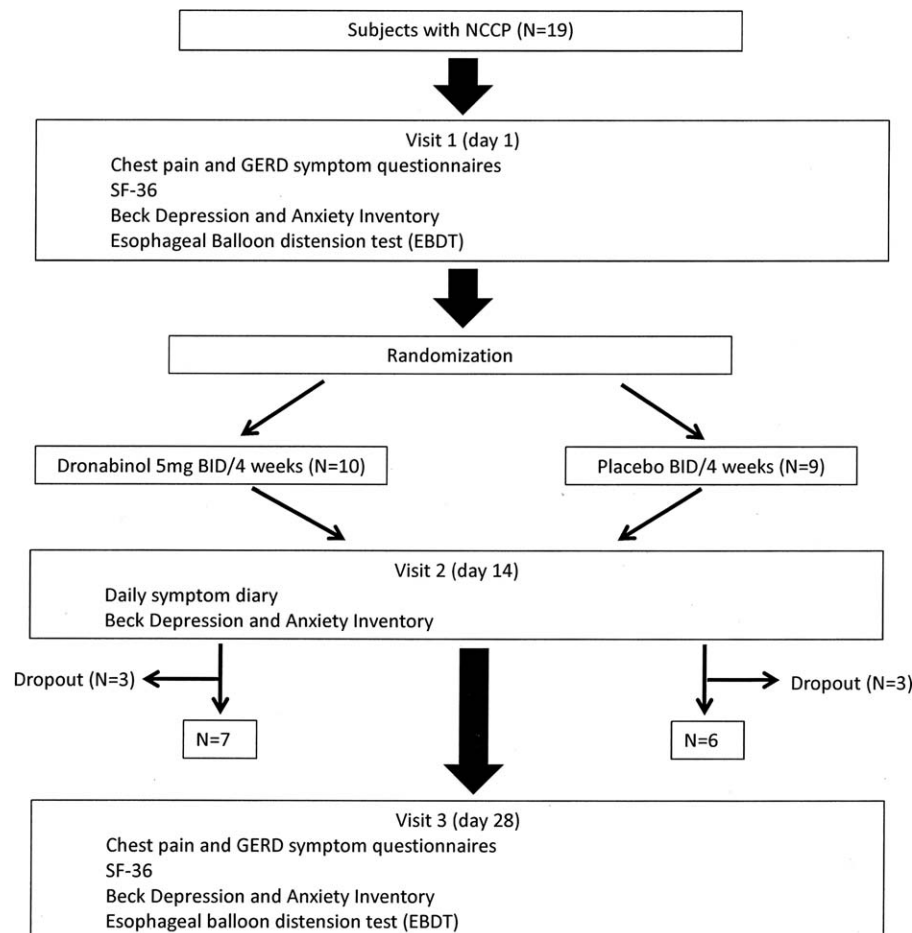 Subjects with NCCP (N=19)
Visit 1 (day 1)
Chest pain and GERD symptom questionnaires
SF-36
Beck Depression and Anxiety Inventory
Esophageal Balloon distension test (EBDT)
Randomization
Dronabinol 5mg BID/4 weeks (N=10)
Placebo BID/4 weeks (N=9)
Visit 2 (day 14)
Daily symptom diary
Beck Depression and Anxiety Inventory
Dropout (N=3)
Dropout (N=3)
N=7
N=6
Visit 3 (day 28)
Chest pain and GERD symptom questionnaires
SF-36
Beck Depression and Anxiety Inventory
Esophageal balloon distension test (EBDT)